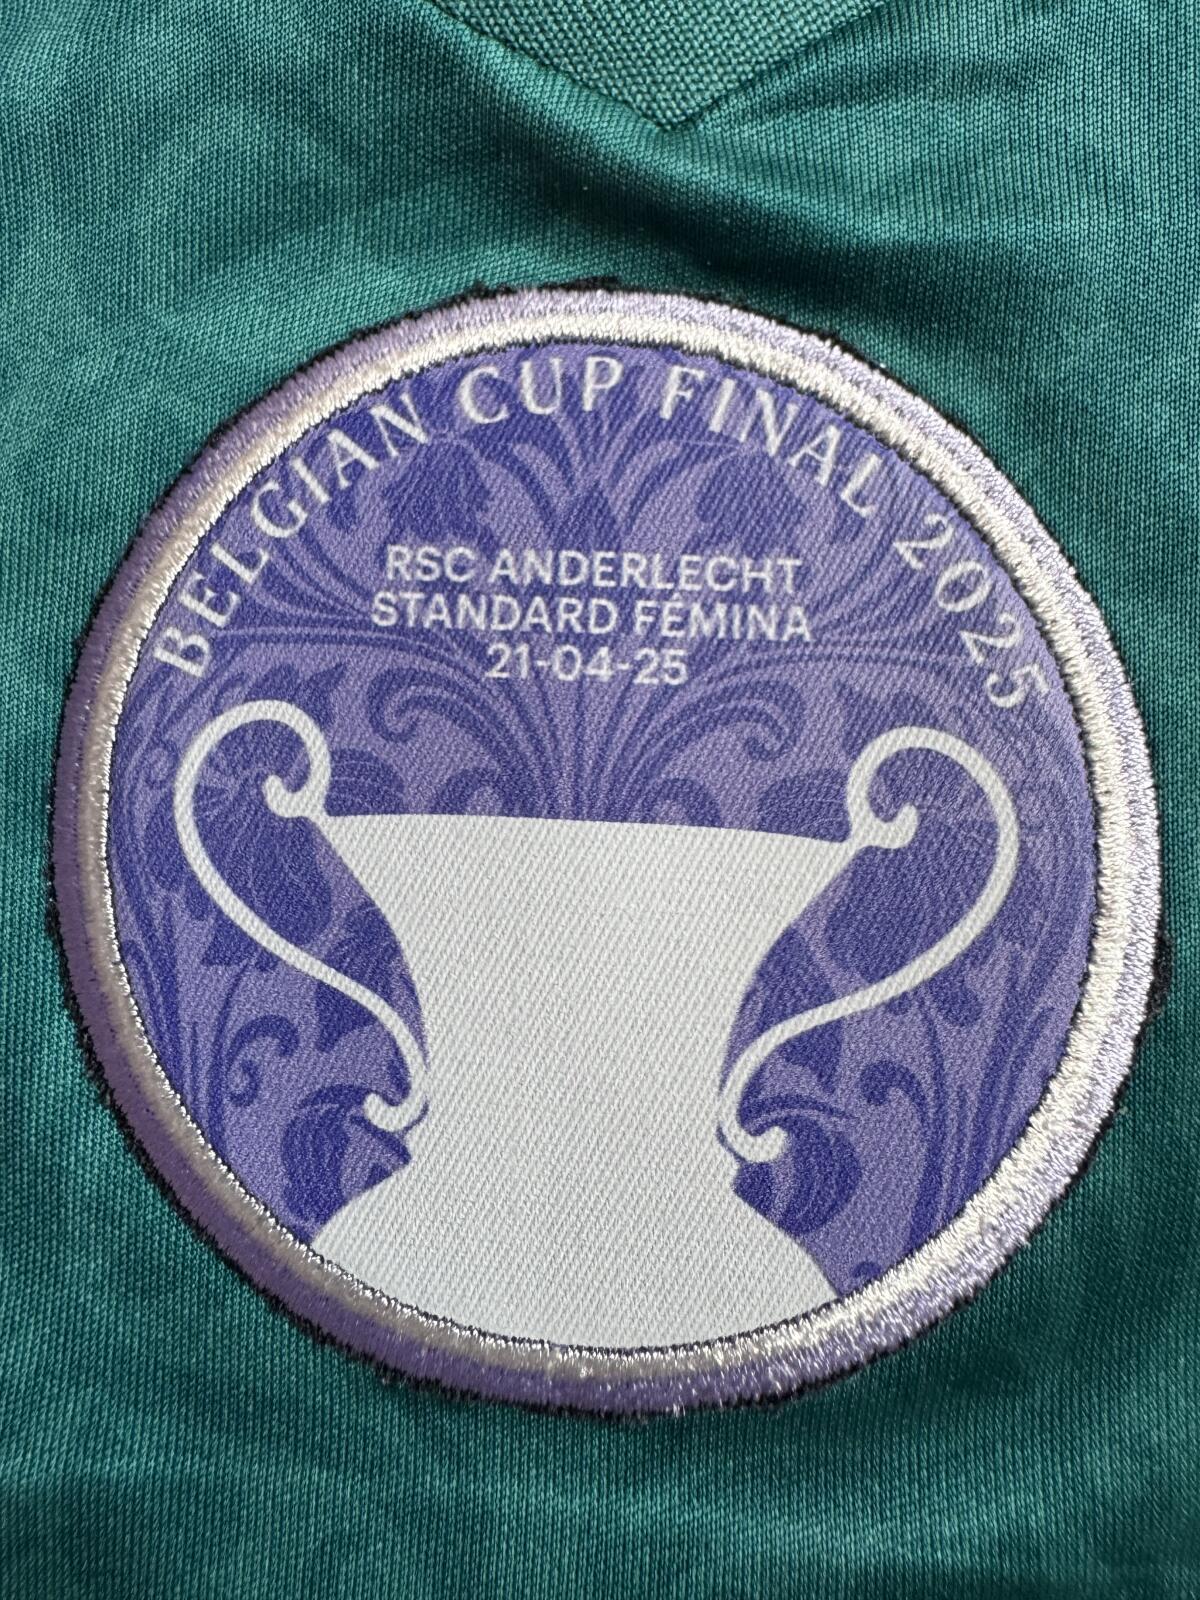 BELGIAN CUP FINAL 2025
RSC ANDERLECHT
STANDARD FÉMINA
21-04-25